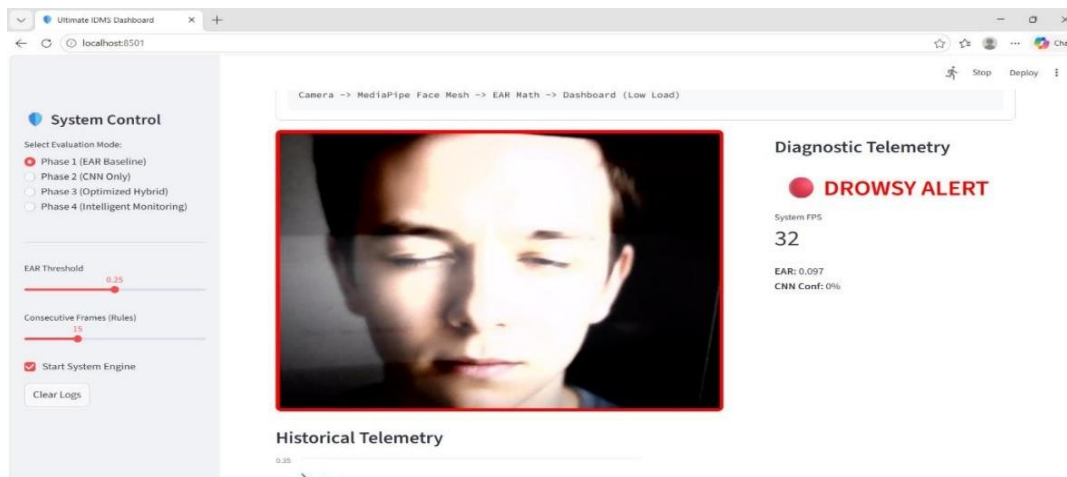 Ultimate IDMS Dashboard
localhost:8501
Stop
Deploy
Camera -> MediaPipe Face Mesh -> EAR Math -> Dashboard (Low Load)
System Control
Select Evaluation Mode:
Phase 1 (EAR Baseline)
Phase 2 (CNN Only)
Phase 3 (Optimized Hybrid)
Phase 4 (Intelligent Monitoring)
EAR Threshold
0.25
Consecutive Frames (Rules)
15
Start System Engine
Clear Logs
Diagnostic Telemetry
DROWSY ALERT
System FPS
32
EAR: 0.097
CNN Conf: 0%
Historical Telemetry
0.35